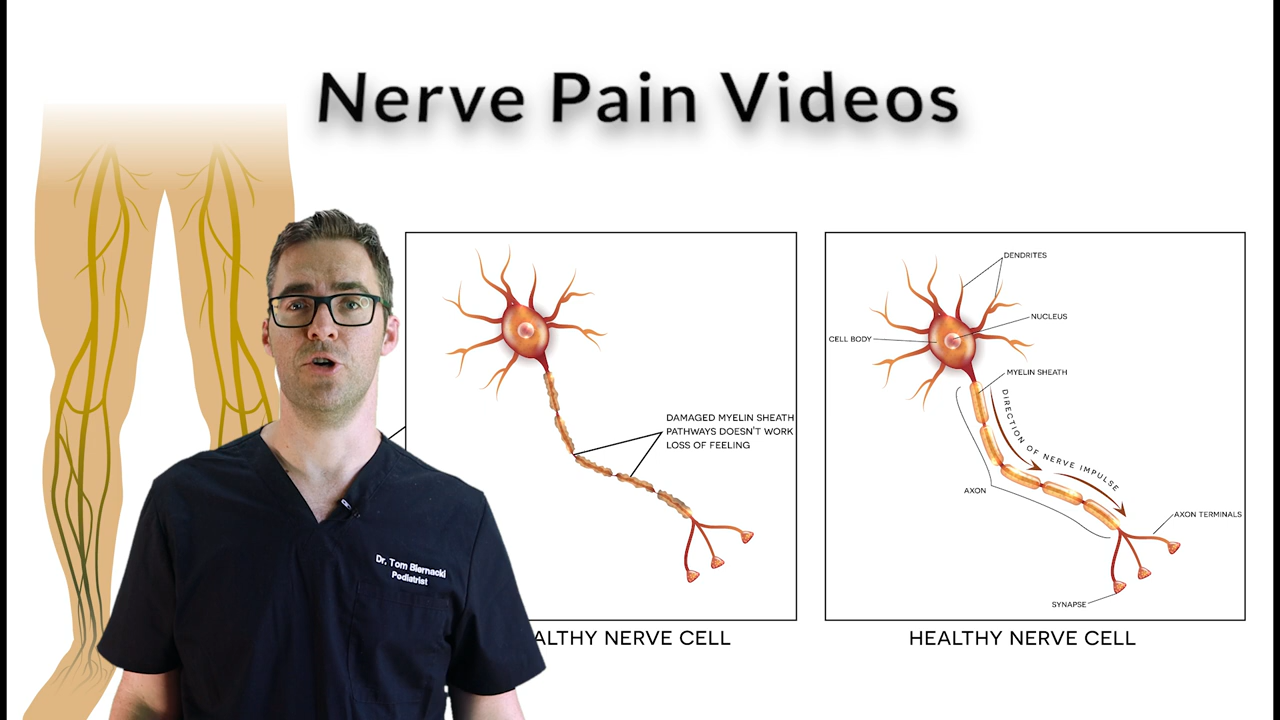 Nerve Pain Videos
DENDRITES
NUCLEUS
CELL BODY
MYELIN SHEATH
DIRECTION OF NERVE IMPULSE
AXON
AXON TERMINALS
SYNAPSE
DAMAGED MYELIN SHEATH
PATHWAYS DOESN'T WORK
LOSS OF FEELING
Dr. Tom Biernacki
Podiatrist
ALTHY NERVE CELL
HEALTHY NERVE CELL